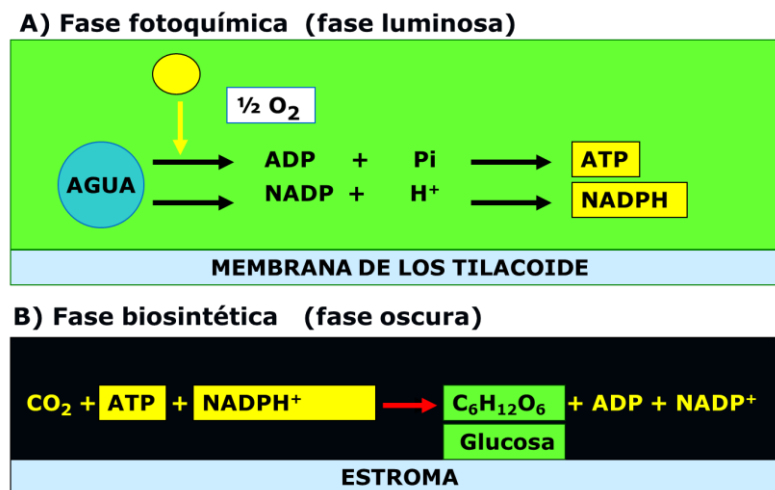 A) Fase fotoquímica (fase luminosa)
½ O₂
AGUA
ADP + Pi ATP
NADP + H⁺ NADPH
MEMBRANA DE LOS TILACOIDE
B) Fase biosintética (fase oscura)
CO₂ + ATP + NADPH⁺ C₆H₁₂O₆ + ADP + NADP⁺
Glucosa
ESTROMA